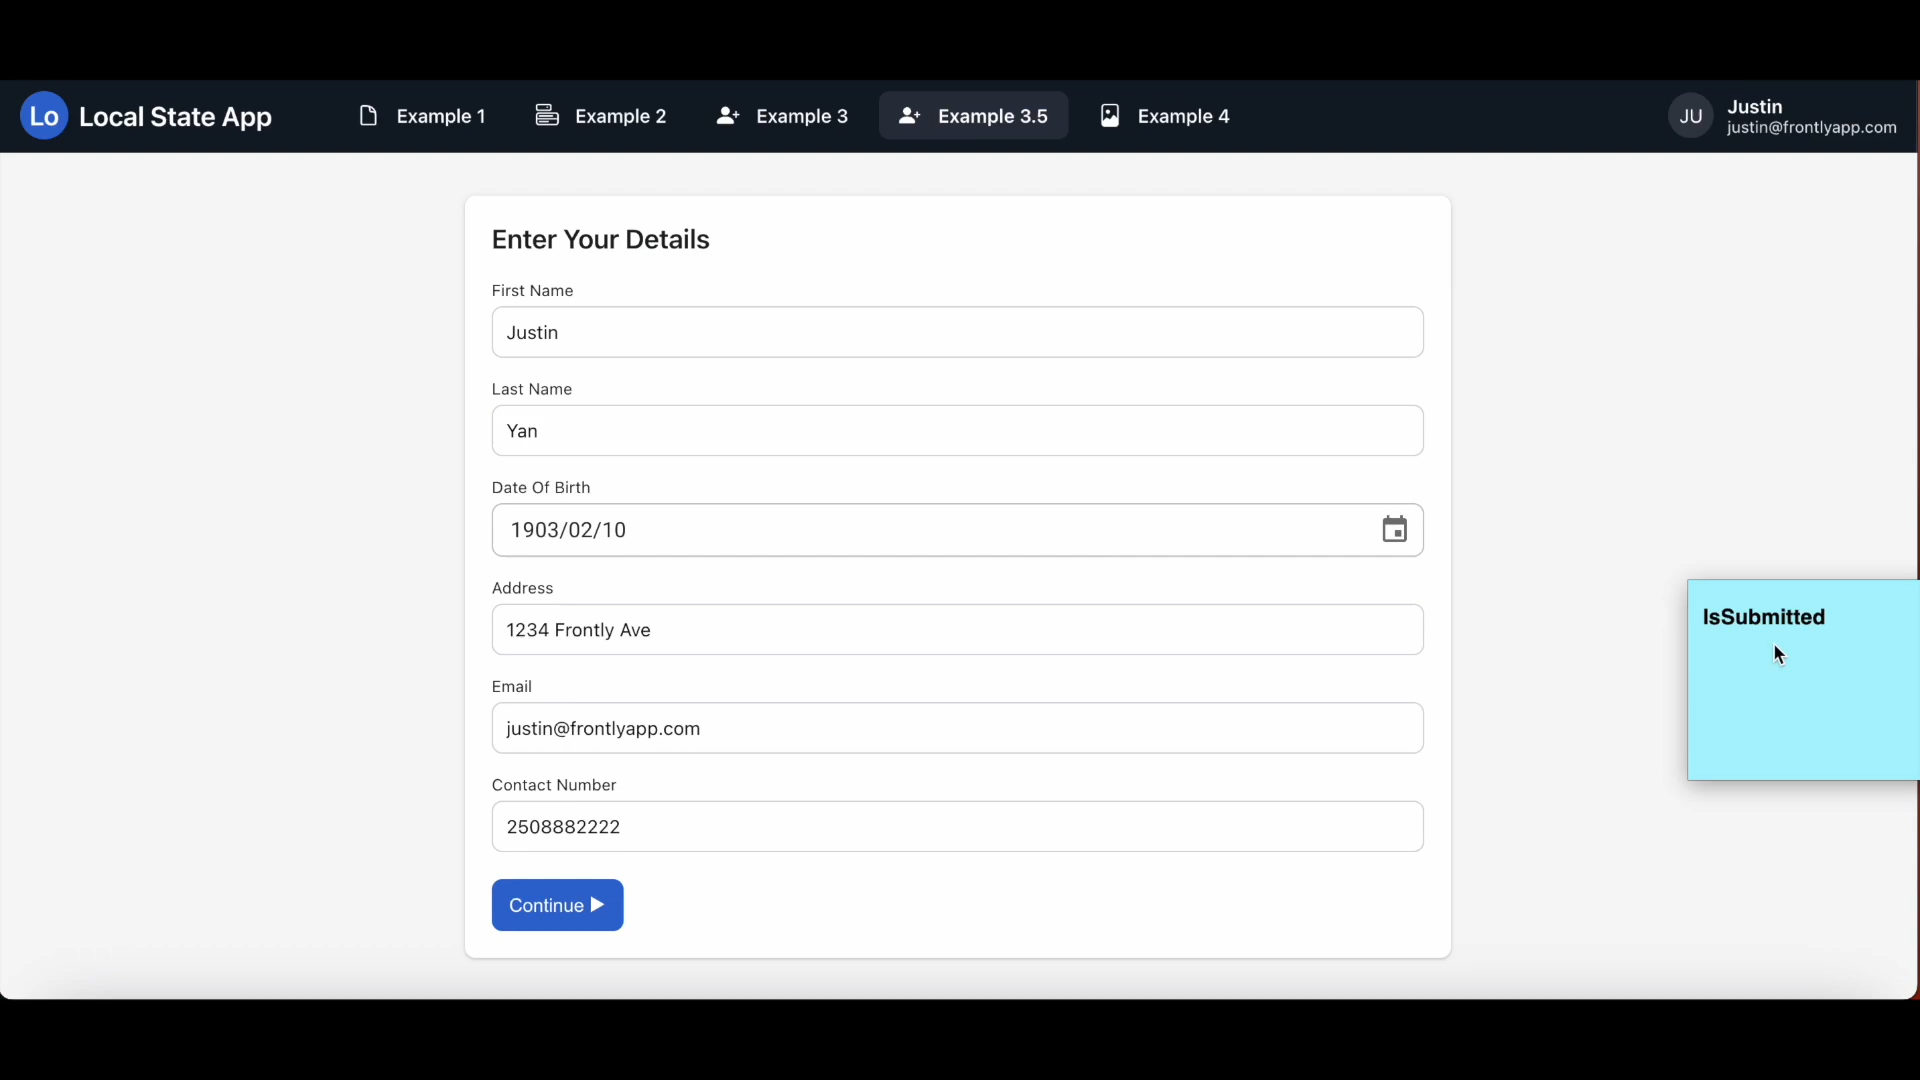 Lo Local State App
Example 1
Example 2
Example 3
Example 3.5
Example 4
JU
Justin
justin@frontlyapp.com
Enter Your Details
First Name
Justin
Last Name
Yan
Date Of Birth
1903/02/10
Address
1234 Frontly Ave
Email
justin@frontlyapp.com
Contact Number
2508882222
Continue ▶
IsSubmitted